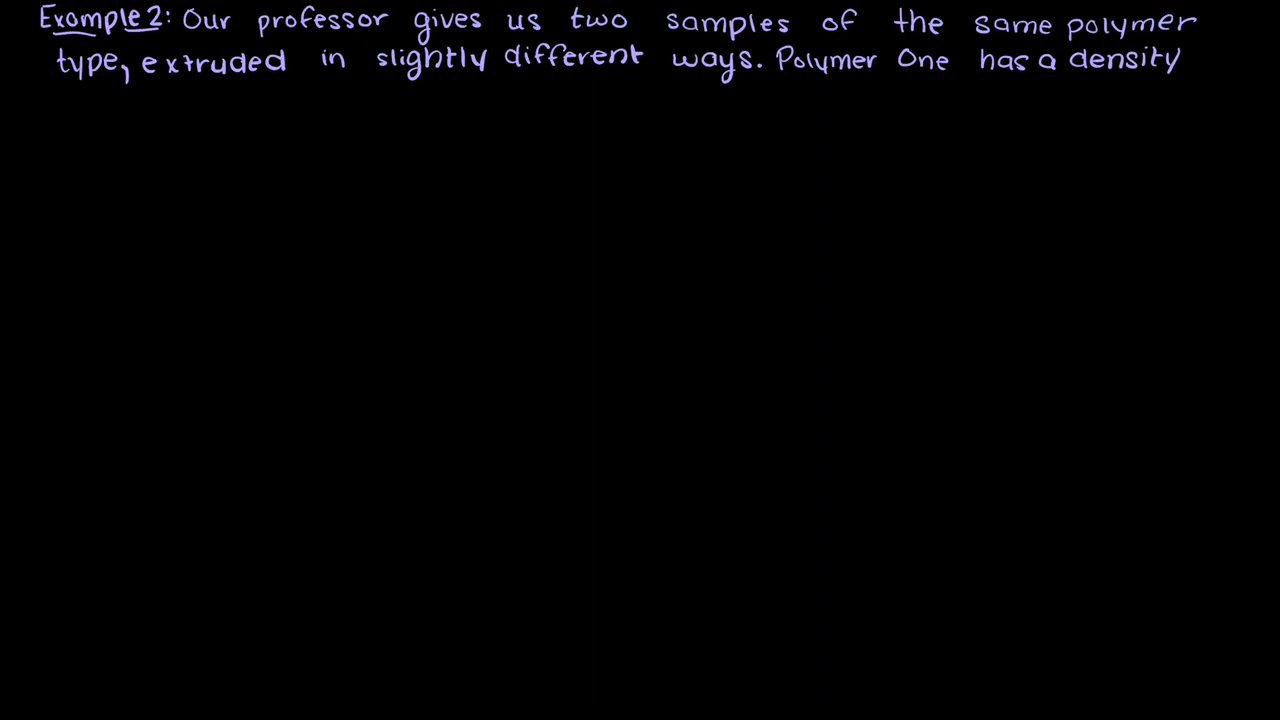 Example 2: Our professor gives us two samples of the same polymer
type, extruded in slightly different ways. Polymer One has a density